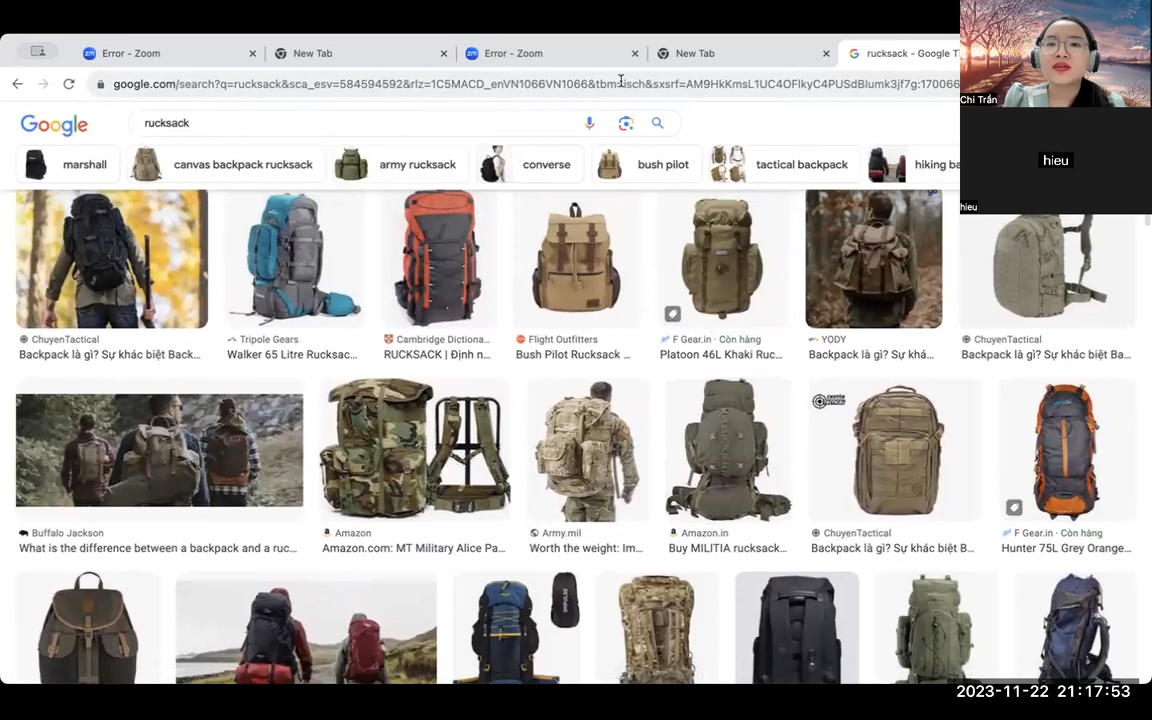 Error - Zoom
New Tab
Error - Zoom
New Tab
rucksack - Google
google.com/search?q=rucksack&sca_esv=584594592&rlz=1C5MACD_enVN1066VN1066&tbm=isch&sxsrf=AM9HkKmsL1UC4OFlkyC4PUSdBlumk3jf7g:170066
Chi Trần
Google
rucksack
hieu
marshall
canvas backpack rucksack
army rucksack
converse
bush pilot
tactical backpack
hiking ba
hieu
ChuyenTactical
Backpack là gì? Sự khác biệt Back...
Tripole Gears
Walker 65 Litre Rucksac...
Cambridge Dictiona...
RUCKSACK | Định n...
Flight Outfitters
Bush Pilot Rucksack ...
F Gear.in · Còn hàng
Platoon 46L Khaki Ruc...
YODY
Backpack là gì? Sự khá...
ChuyenTactical
Backpack là gì? Sự khác biệt Ba...
Buffalo Jackson
What is the difference between a backpack and a ruc...
Amazon
Amazon.com: MT Military Alice Pa...
Army.mil
Worth the weight: Im...
Amazon.in
Buy MILITIA rucksack...
ChuyenTactical
Backpack là gì? Sự khác biệt B...
F Gear.in · Còn hàng
Hunter 75L Grey Orange...
IMPULSE
2023-11-22 21:17:53